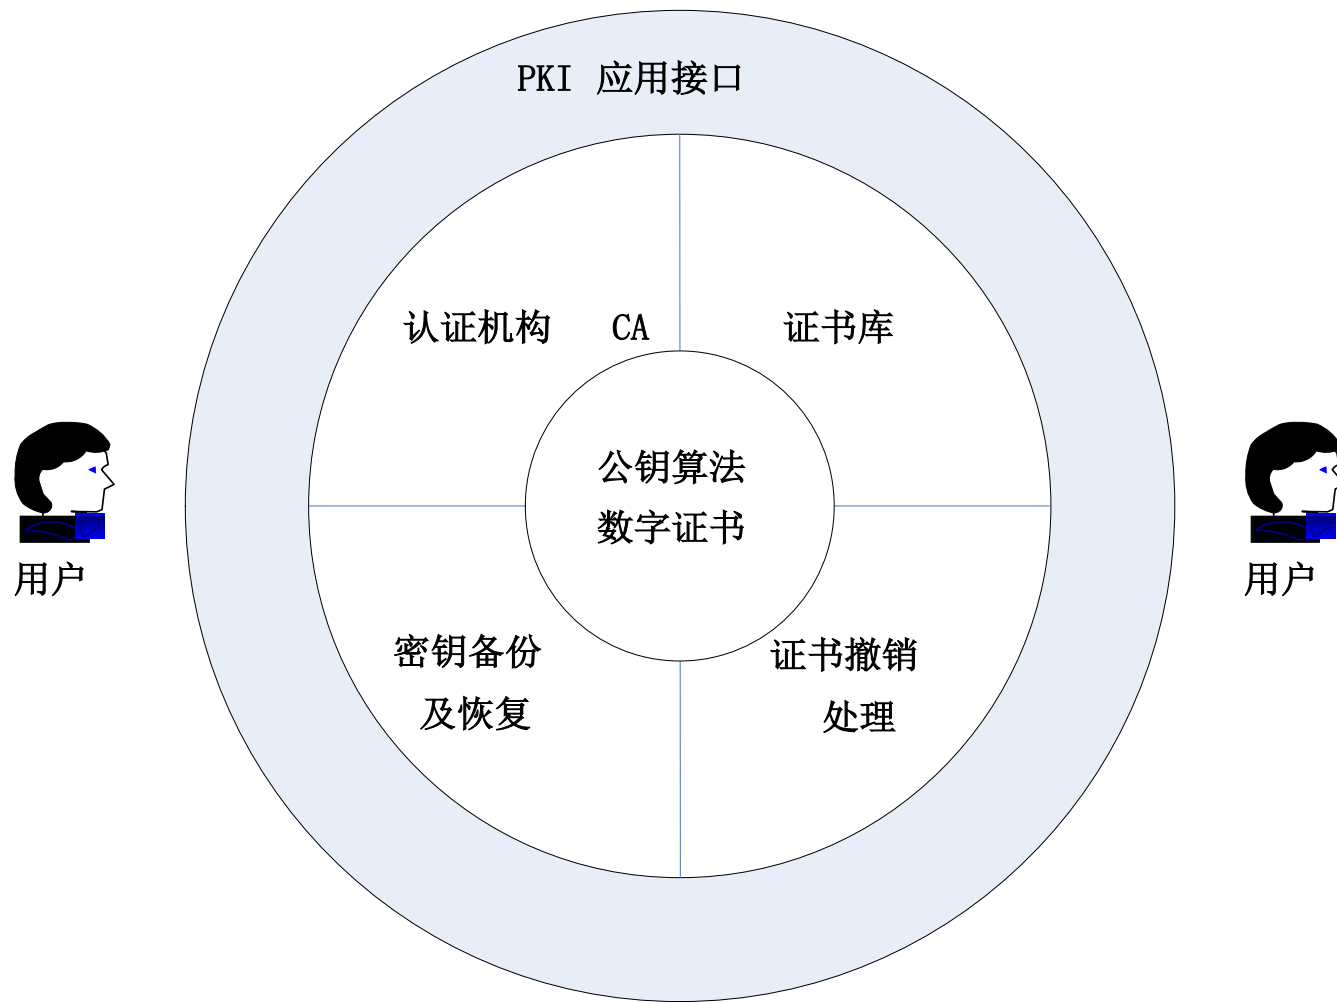 PKI 应用接口
认证机构 CA
证书库
公钥算法
数字证书
用户
用户
密钥备份
及恢复
证书撤销
处理